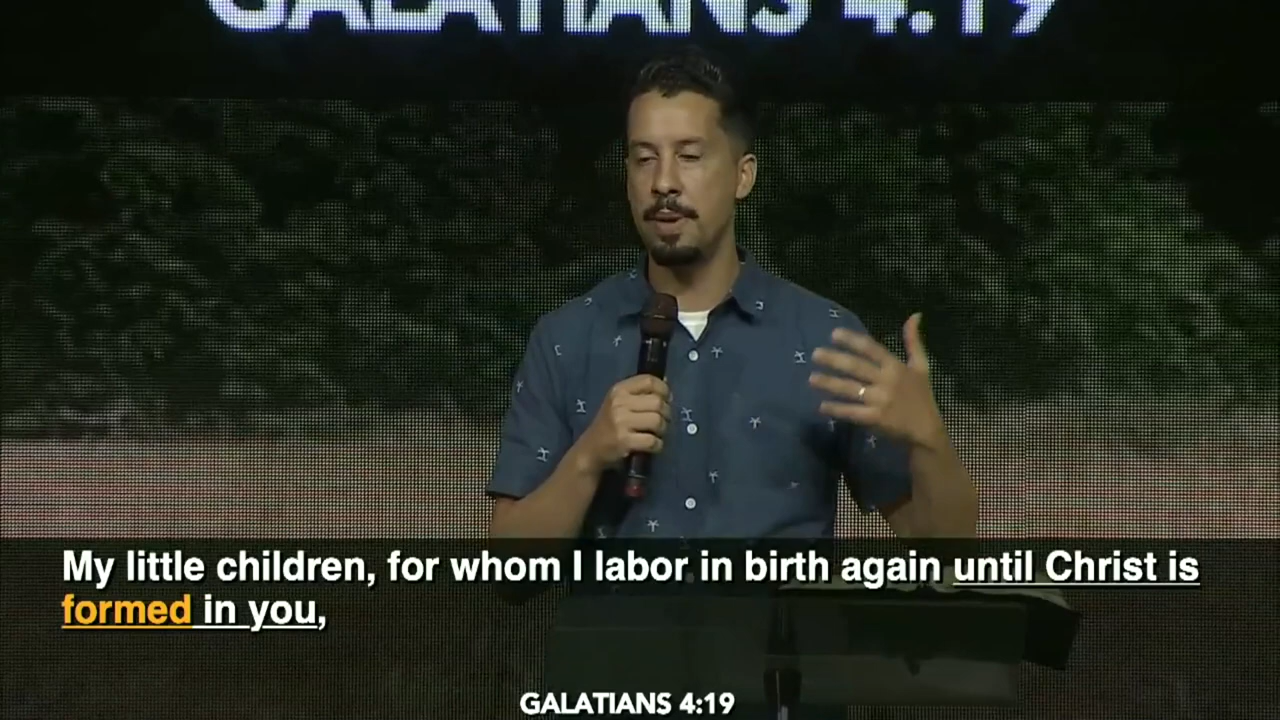 GALATIANS 4:19
My little children, for whom I labor in birth again until Christ is
formed in you,
GALATIANS 4:19